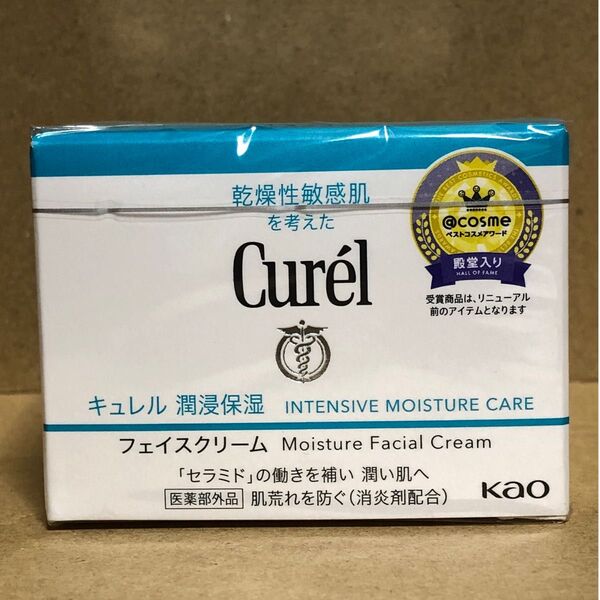 乾燥性敏感肌
を考えた
Curél
@cosme
ベストコスメアワード
殿堂入り
HALL OF FAME
受賞商品は、リニューアル
前のアイテムとなります
キュレル 潤浸保湿 INTENSIVE MOISTURE CARE
フェイスクリーム Moisture Facial Cream
「セラミド」の働きを補い 潤い肌へ
医薬部外品 肌荒れを防ぐ(消炎剤配合)
Kao